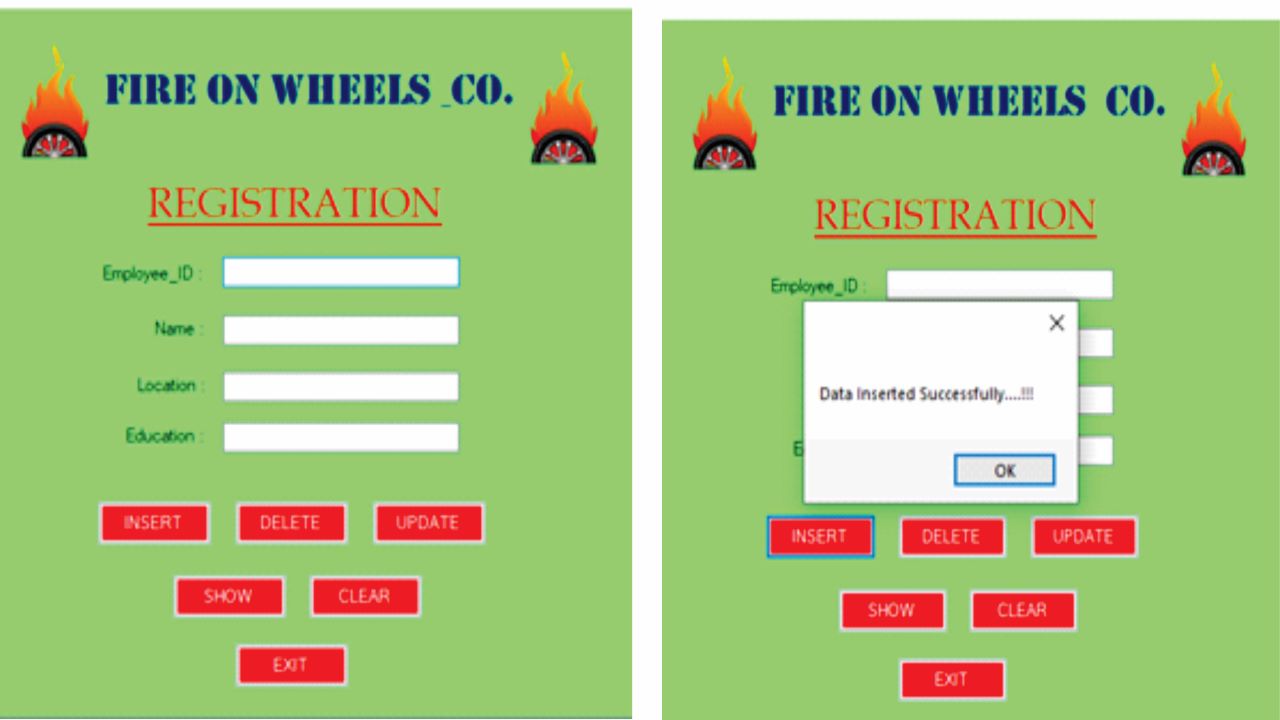 FIRE ON WHEELS _CO.
REGISTRATION
Employee_ID :
Name :
Location :
Education :
INSERT DELETE UPDATE
SHOW CLEAR
EXIT
FIRE ON WHEELS CO.
REGISTRATION
Employee_ID :
Data Inserted Successfully....!!!
E
OK
INSERT DELETE UPDATE
SHOW CLEAR
EXIT